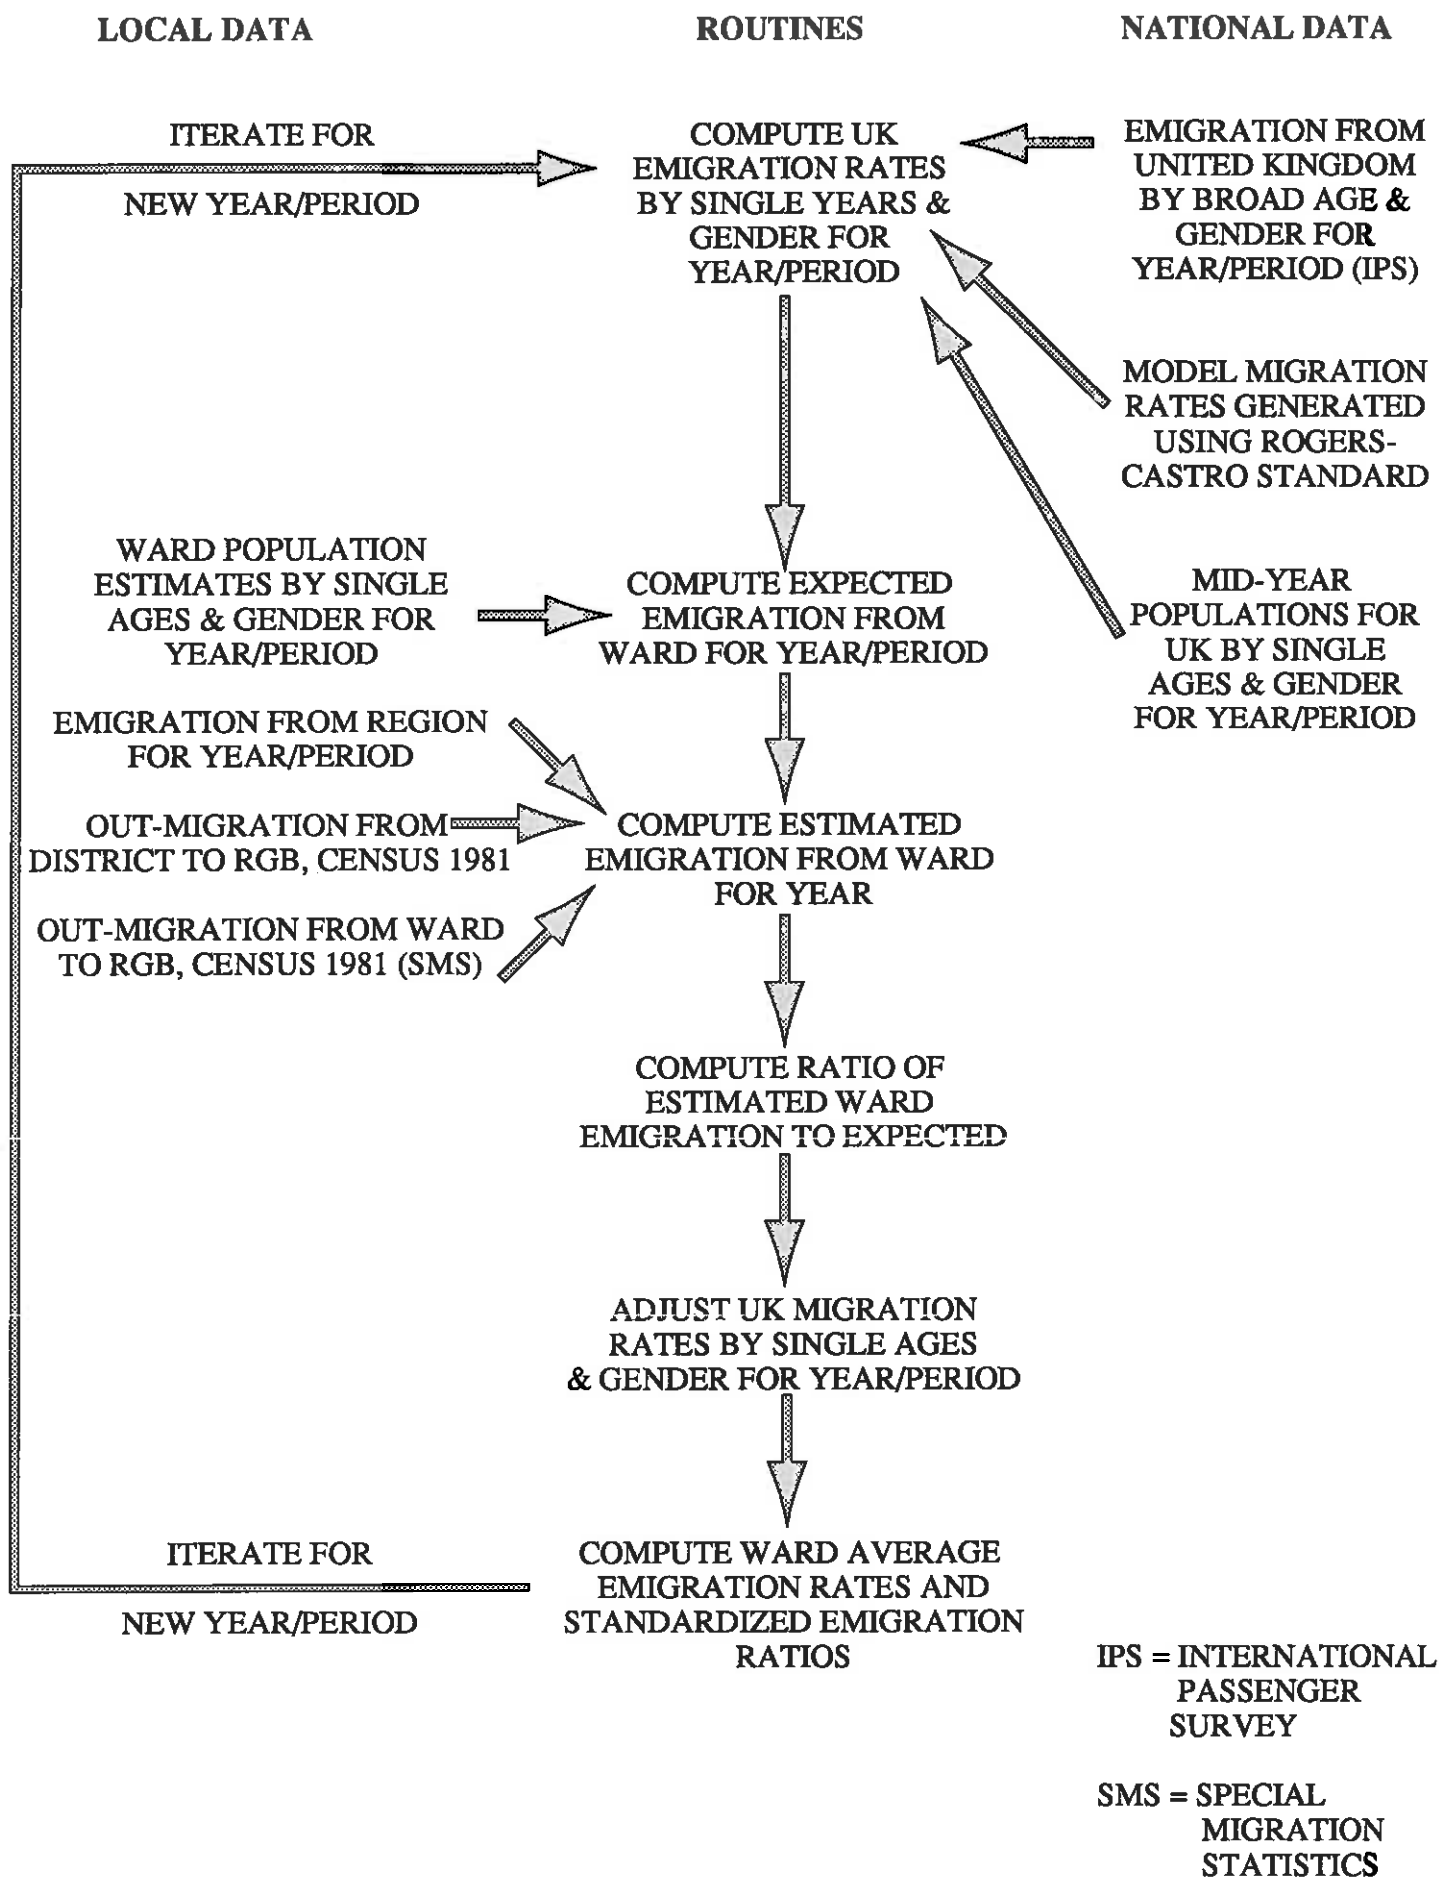 LOCAL DATA
ROUTINES
NATIONAL DATA
ITERATE FOR
NEW YEAR/PERIOD
COMPUTE UK
EMIGRATION RATES
BY SINGLE YEARS &
GENDER FOR
YEAR/PERIOD
EMIGRATION FROM
UNITED KINGDOM
BY BROAD AGE &
GENDER FOR
YEAR/PERIOD (IPS)
MODEL MIGRATION
RATES GENERATED
USING ROGERS-
CASTRO STANDARD
WARD POPULATION
ESTIMATES BY SINGLE
AGES & GENDER FOR
YEAR/PERIOD
COMPUTE EXPECTED
EMIGRATION FROM
WARD FOR YEAR/PERIOD
MID-YEAR
POPULATIONS FOR
UK BY SINGLE
AGES & GENDER
FOR YEAR/PERIOD
EMIGRATION FROM REGION
FOR YEAR/PERIOD
OUT-MIGRATION FROM
DISTRICT TO RGB, CENSUS 1981
OUT-MIGRATION FROM WARD
TO RGB, CENSUS 1981 (SMS)
COMPUTE ESTIMATED
EMIGRATION FROM WARD
FOR YEAR
COMPUTE RATIO OF
ESTIMATED WARD
EMIGRATION TO EXPECTED
ADJUST UK MIGRATION
RATES BY SINGLE AGES
& GENDER FOR YEAR/PERIOD
ITERATE FOR
NEW YEAR/PERIOD
COMPUTE WARD AVERAGE
EMIGRATION RATES AND
STANDARDIZED EMIGRATION
RATIOS
IPS = INTERNATIONAL
PASSENGER
SURVEY
SMS = SPECIAL
MIGRATION
STATISTICS